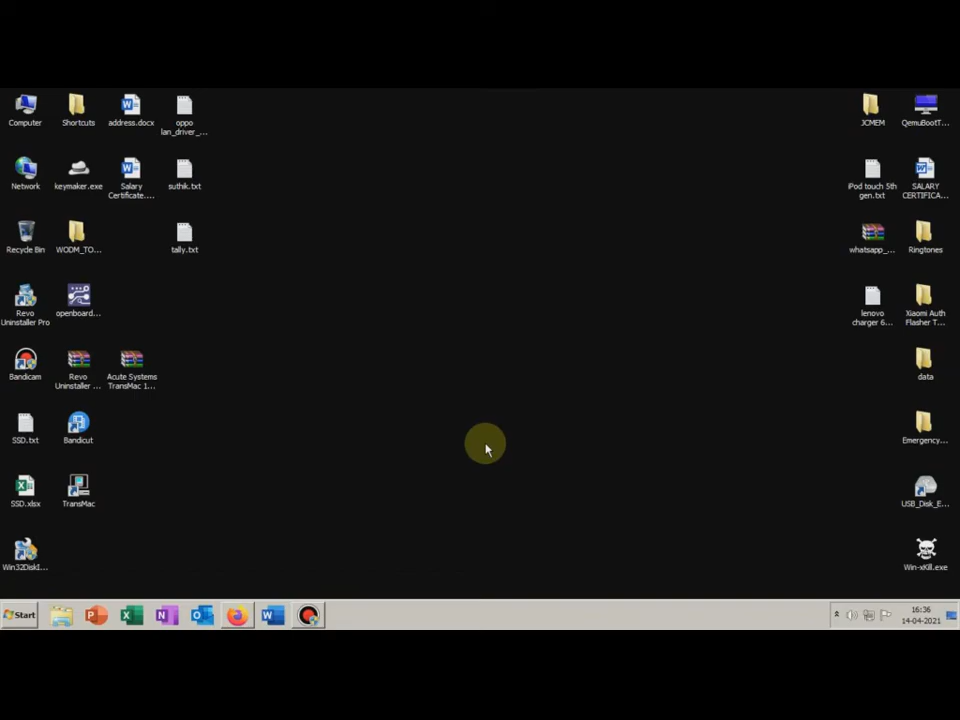 Computer
Shortcuts
address.docx
oppo
lan_driver_...
JCMEM
QemuBootT...
Network
keymaker.exe
Salary
Certificate....
suthik.txt
iPod touch 5th
gen.txt
SALARY
CERTIFICA...
Recycle Bin
WODM_TO...
tally.txt
whatsapp_...
Ringtones
Revo
Uninstaller Pro
openboard...
lenovo
charger 6...
Xiaomi Auth
Flasher T...
Bandicam
Revo
Uninstaller ...
Acute Systems
TransMac 1...
data
SSD.txt
Bandicut
Emergency...
SSD.xlsx
TransMac
USB_Disk_E...
Win32DiskI...
Win-xKill.exe
Start
16:36
14-04-2021